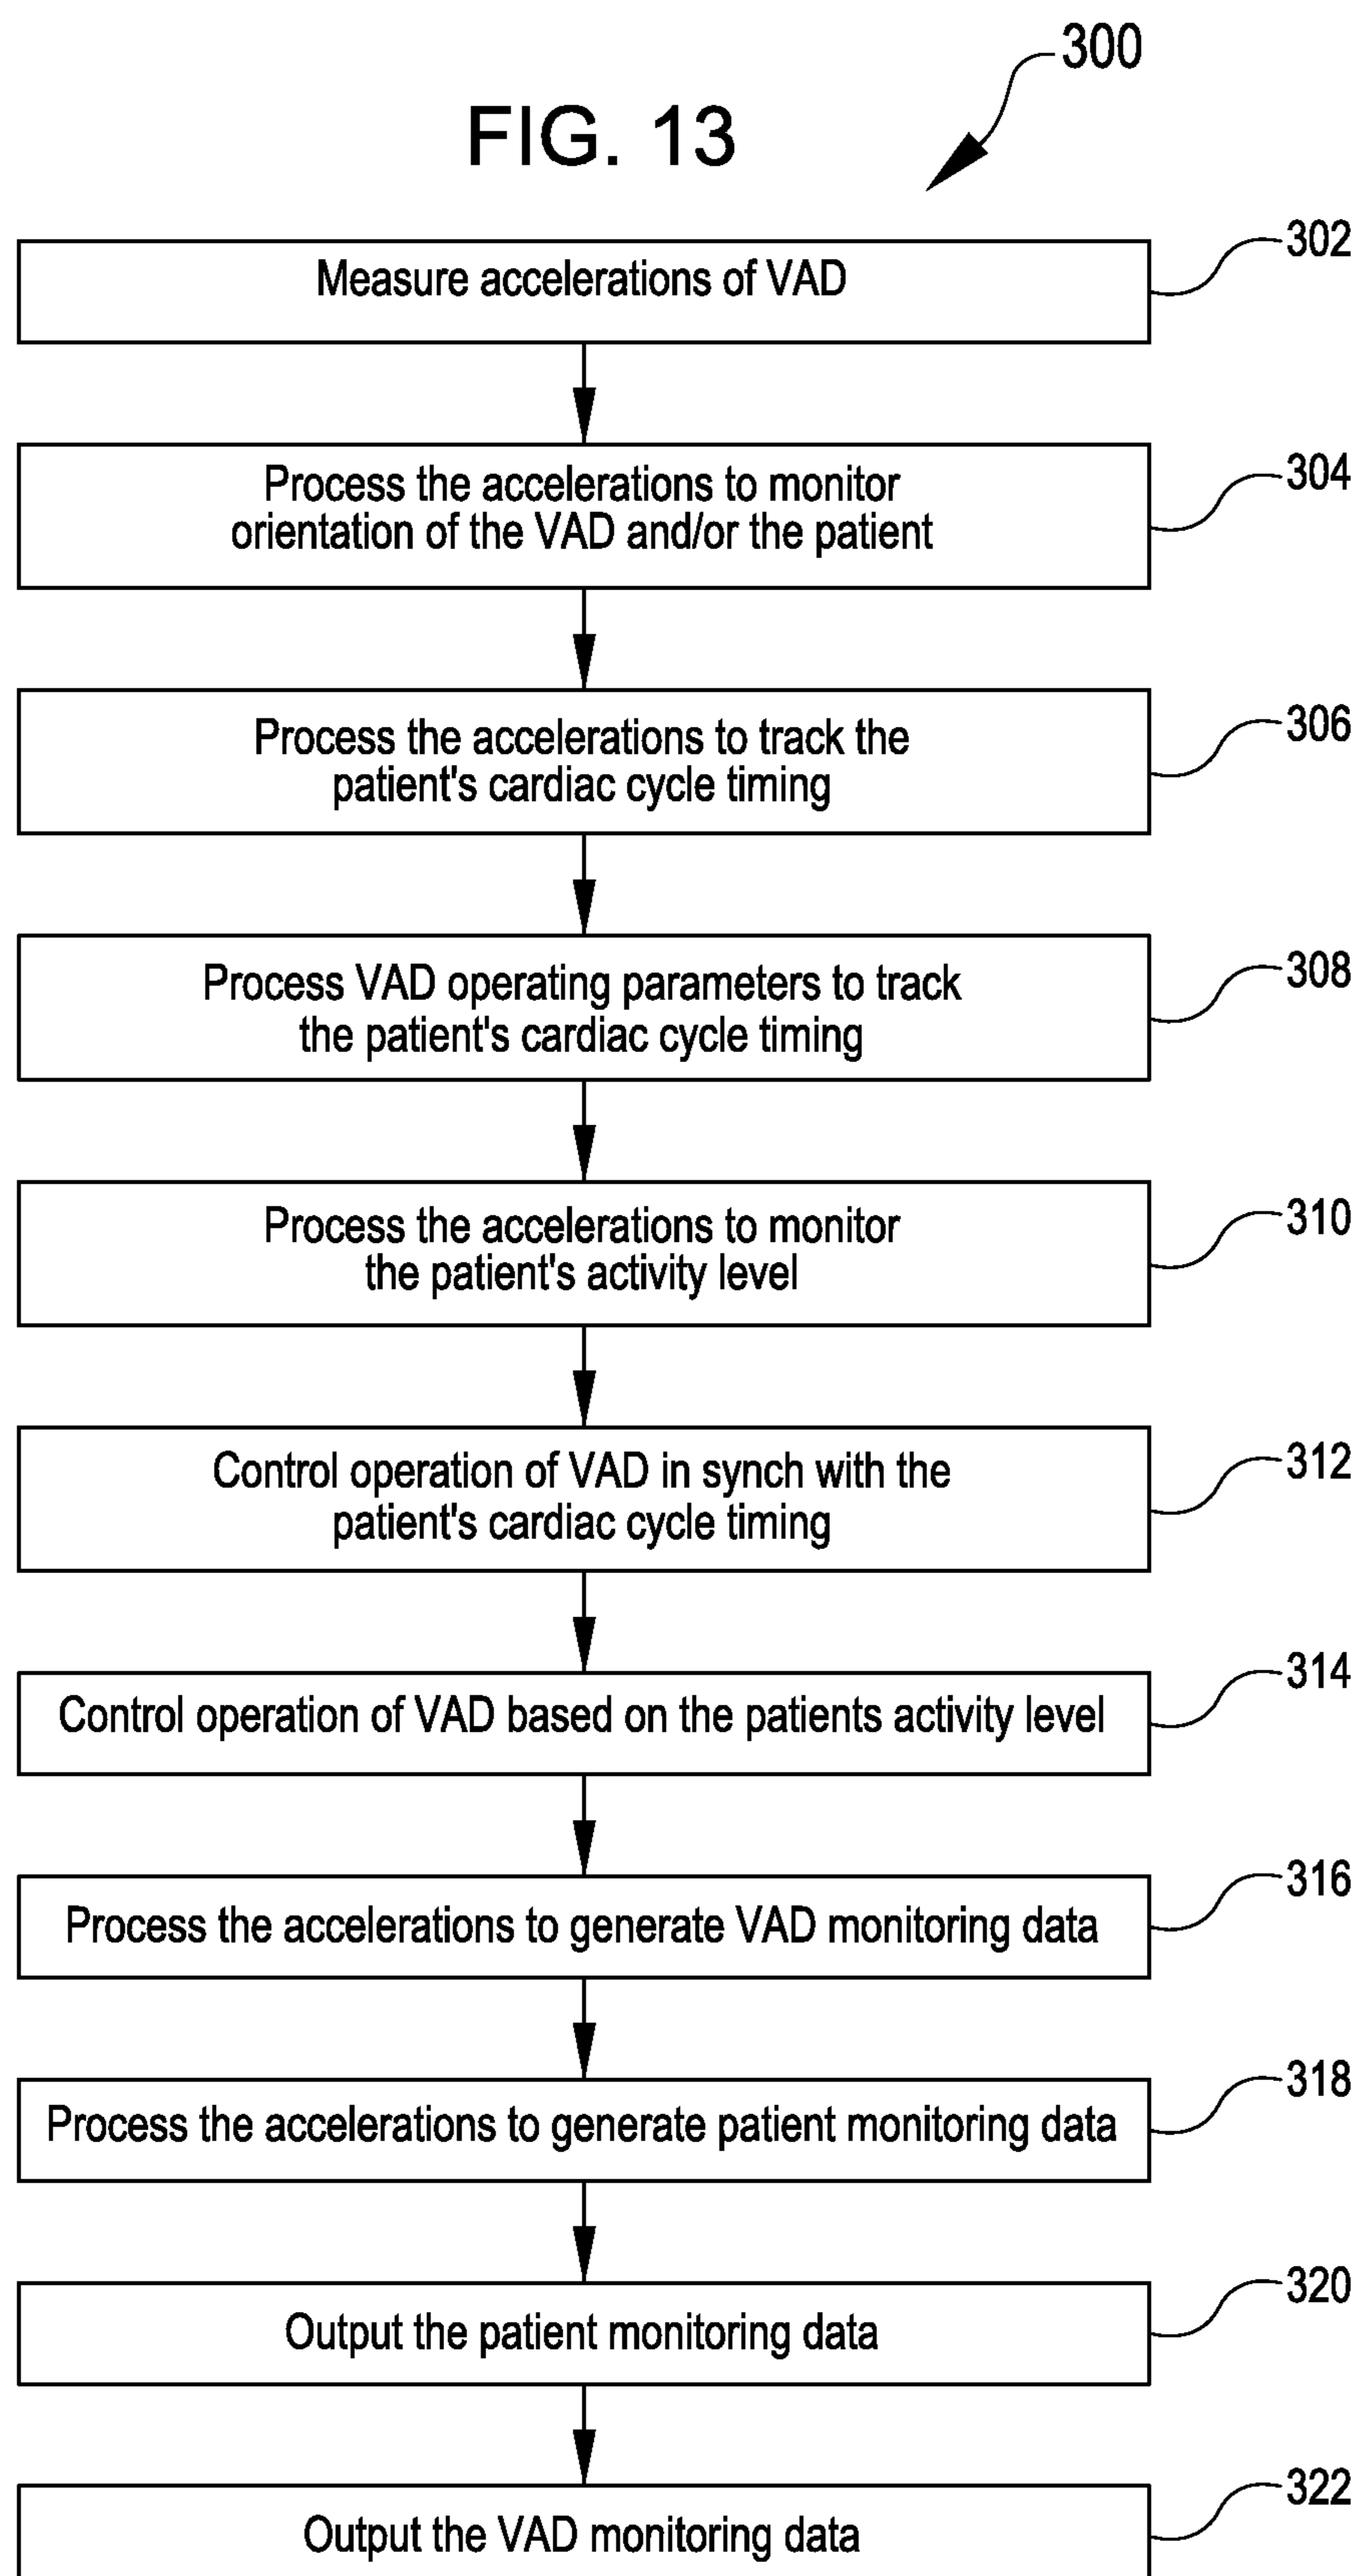 300
FIG. 13
Measure accelerations of VAD
302
Process the accelerations to monitor
orientation of the VAD and/or the patient
304
Process the accelerations to track the
patient's cardiac cycle timing
306
Process VAD operating parameters to track
the patient's cardiac cycle timing
308
Process the accelerations to monitor
the patient's activity level
310
Control operation of VAD in synch with the
patient's cardiac cycle timing
312
Control operation of VAD based on the patients activity level
314
Process the accelerations to generate VAD monitoring data
316
Process the accelerations to generate patient monitoring data
318
Output the patient monitoring data
320
Output the VAD monitoring data
322